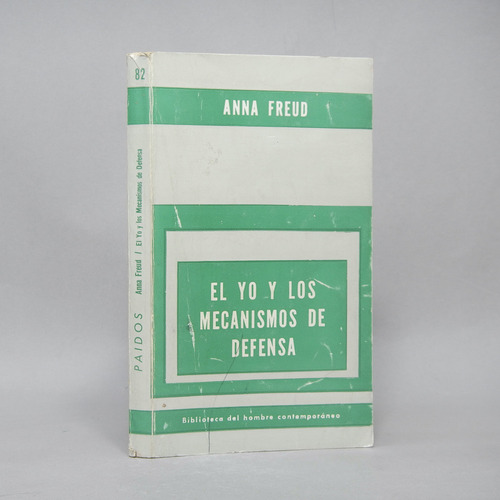 82
Anna Freud / El Yo y los Mecanismos de Defensa
PAIDOS
ANNA FREUD
EL YO Y LOS
MECANISMOS DE
DEFENSA
Biblioteca del hombre contemporáneo